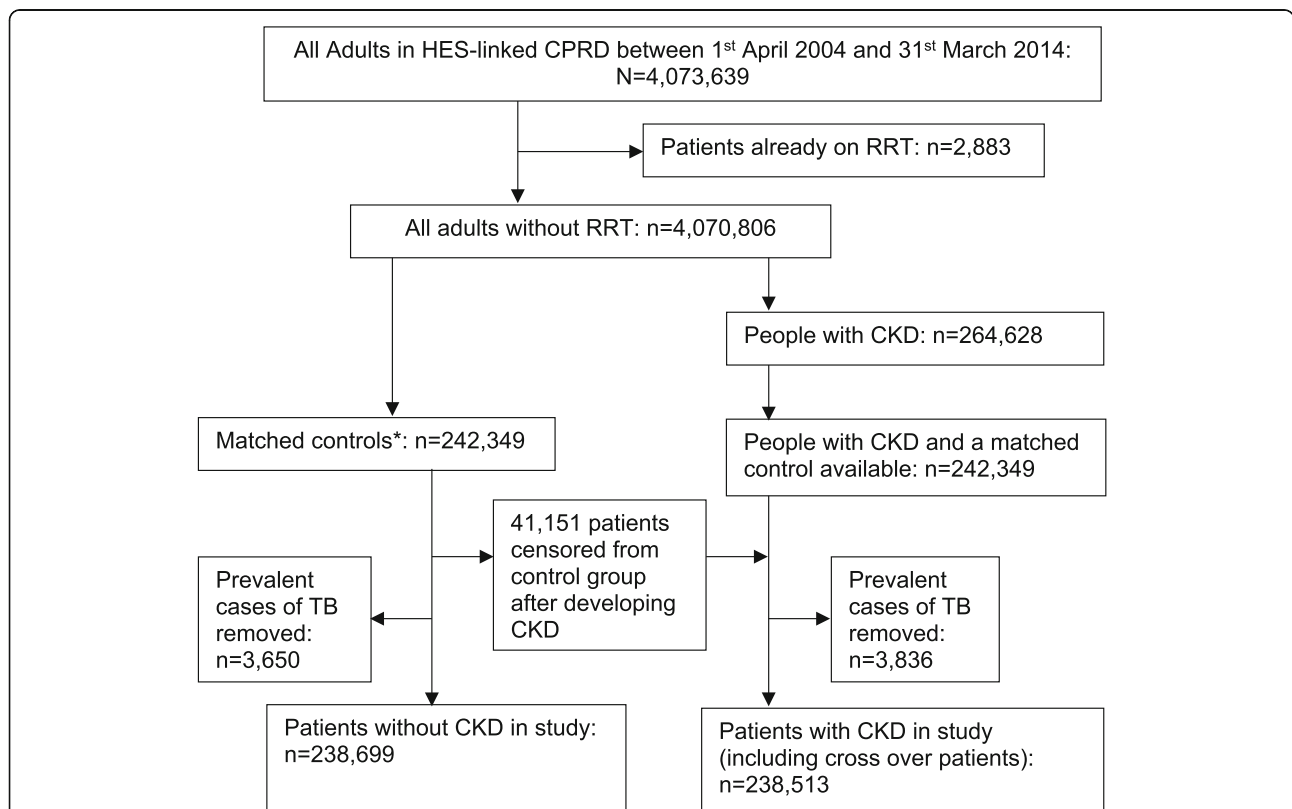 All Adults in HES-linked CPRD between 1st April 2004 and 31st March 2014:
N=4,073,639
Patients already on RRT: n=2,883
All adults without RRT: n=4,070,806
People with CKD: n=264,628
Matched controls*: n=242,349
People with CKD and a matched
control available: n=242,349
41,151 patients
censored from
control group
after developing
CKD
Prevalent
cases of TB
removed:
n=3,650
Prevalent
cases of TB
removed:
n=3,836
Patients without CKD in study:
n=238,699
Patients with CKD in study
(including cross over patients):
n=238,513